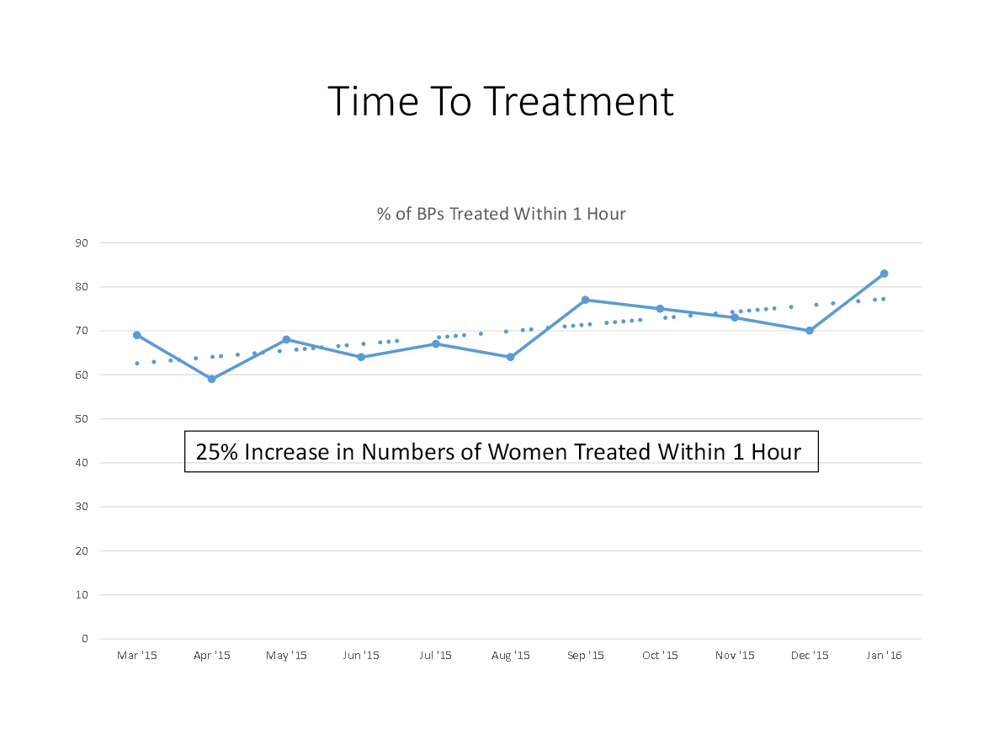 Time To Treatment
% of BPs Treated Within 1 Hour
90
80
70
60
50
25% Increase in Numbers of Women Treated Within 1 Hour
40
30
20
10
0
Mar '15 Apr '15 May '15 Jun '15 Jul '15 Aug '15 Sep '15 Oct '15 Nov '15 Dec '15 Jan '16